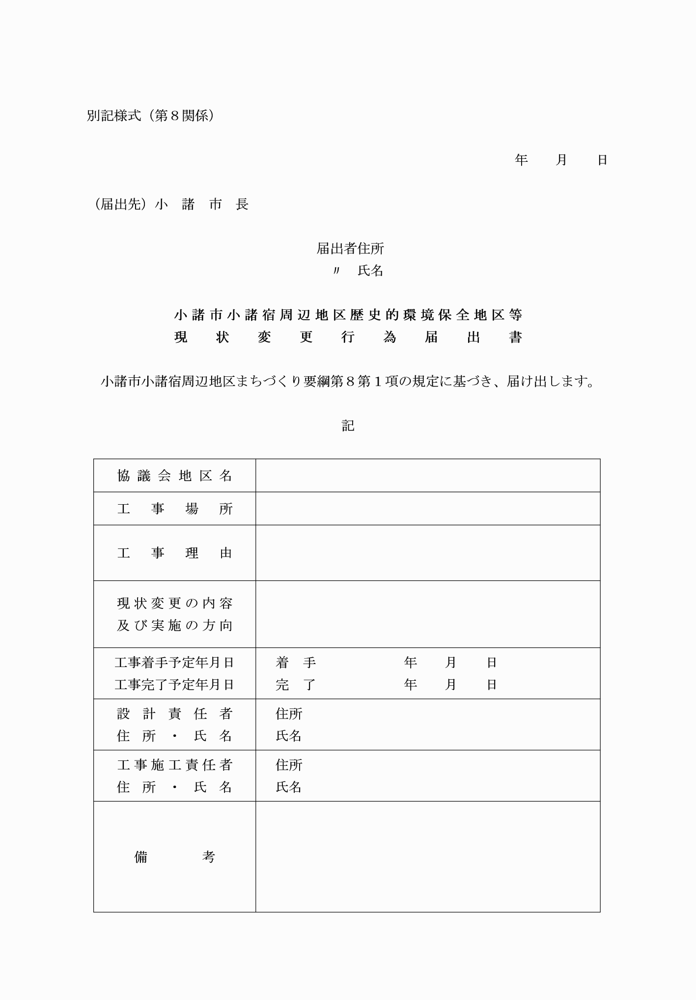 別記様式（第８関係）
年　　月　　日
（届出先）小　諸　市　長
届出者住所
〃　氏名
小諸市小諸宿周辺地区歴史的環境保全地区等
現状変更行為届出書
小諸市小諸宿周辺地区まちづくり要綱第８第１項の規定に基づき、届け出します。
記
協議会地区名
工事場所
工事理由
現状変更の内容
及び実施の方向
工事着手予定年月日
工事完了予定年月日
着　手　　　　　　年　　月　　日
完　了　　　　　　年　　月　　日
設計責任者
住所・氏名
住所
氏名
工事施工責任者
住所・氏名
住所
氏名
備　　　　考